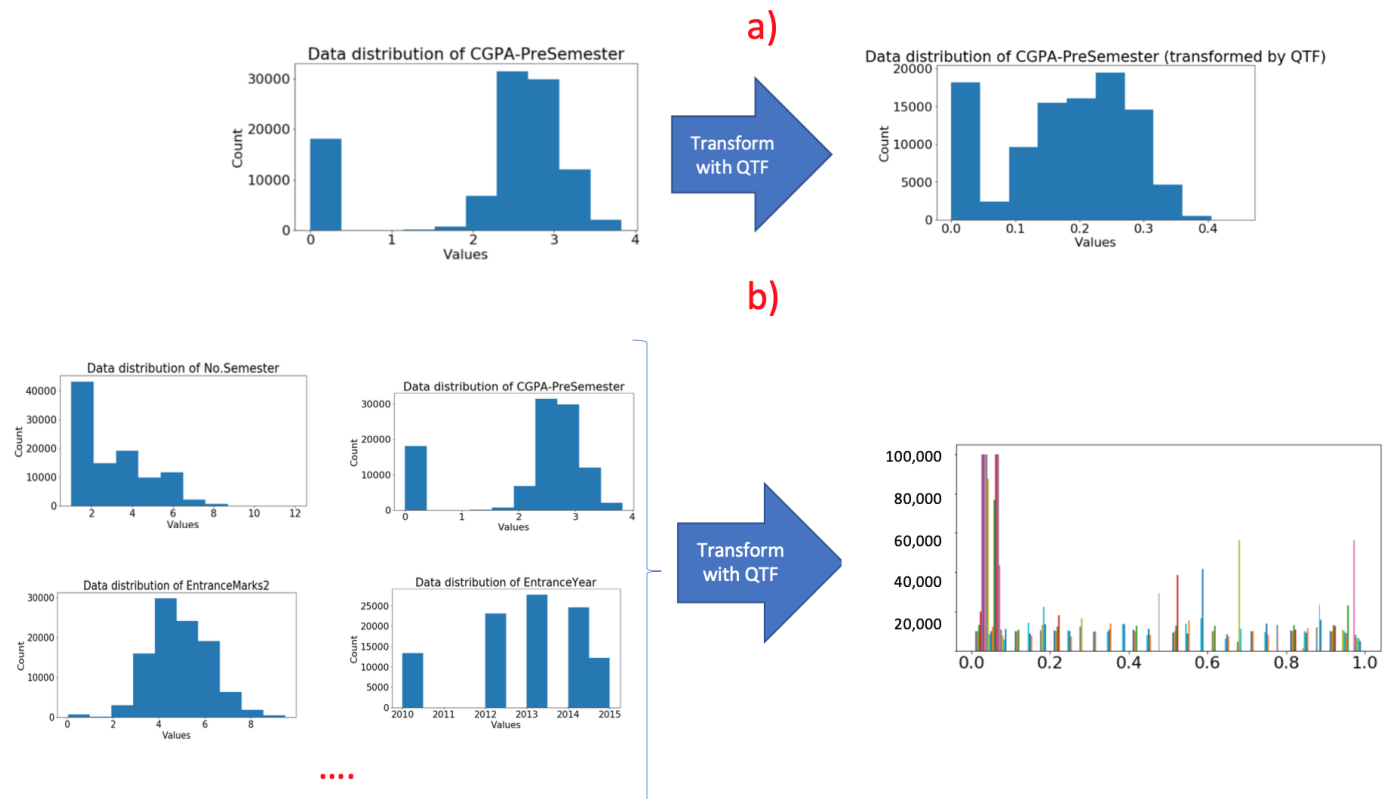 a)
Data distribution of CGPA-PreSemester
30000
20000
10000
0
Count
0 1 2 3 4
Values
Transform
with QTF
Data distribution of CGPA-PreSemester (transformed by QTF)
20000
15000
10000
5000
0
Count
0.0 0.1 0.2 0.3 0.4
Values
b)
Data distribution of No.Semester
40000
30000
20000
10000
0
Count
2 4 6 8 10 12
Values
Data distribution of CGPA-PreSemester
30000
20000
10000
0
Count
0 1 2 3 4
Values
Data distribution of EntranceMarks2
30000
25000
20000
15000
10000
5000
0
Count
0 2 4 6 8
Values
Data distribution of EntranceYear
25000
20000
15000
10000
5000
0
Count
2010 2011 2012 2013 2014 2015
Values
....
Transform
with QTF
100,000
80,000
60,000
40,000
20,000
0.0 0.2 0.4 0.6 0.8 1.0